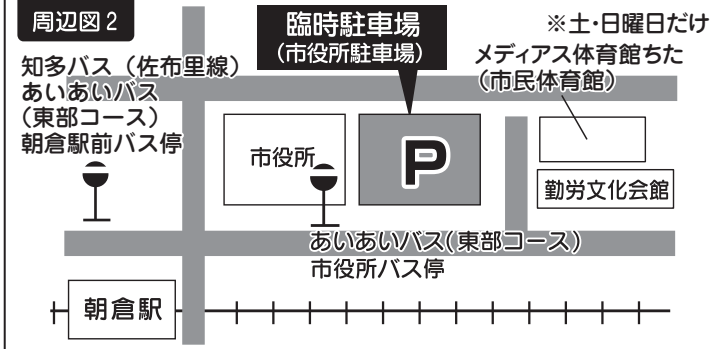 周辺図2
臨時駐車場
(市役所駐車場)
※土・日曜日だけ
メディアス体育館ちた
(市民体育館)
知多バス(佐布里線)
あいあいバス
(東部コース)
朝倉駅前バス停
市役所
P
勤労文化会館
あいあいバス(東部コース)
市役所バス停
朝倉駅